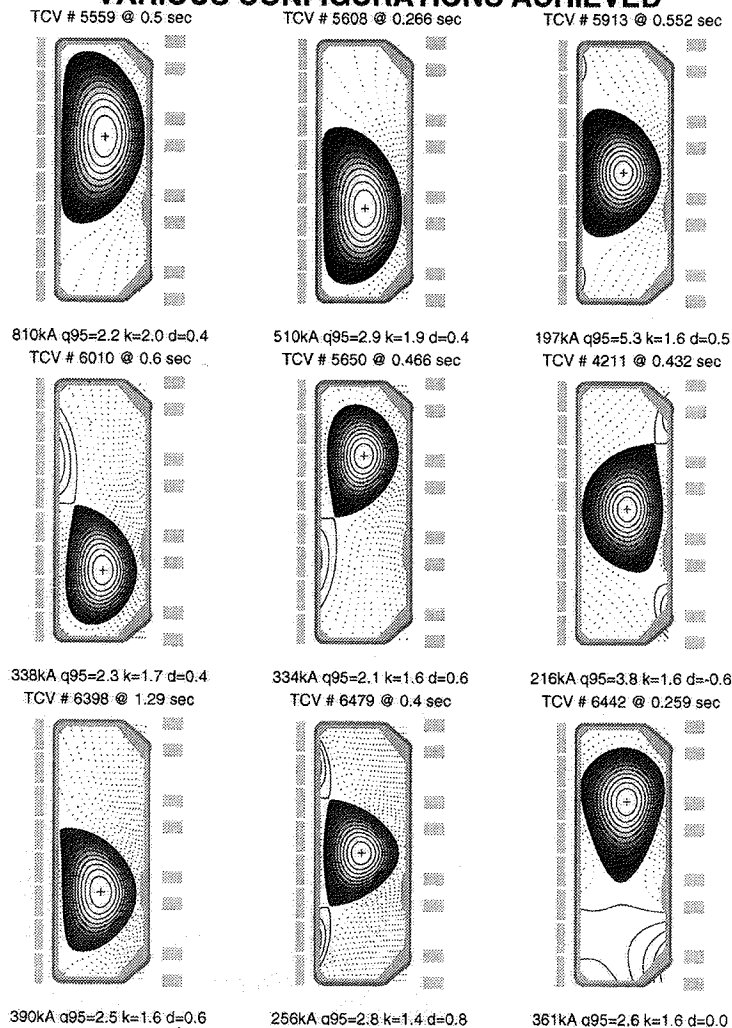 VARIOUS CONFIGURATIONS ACHIEVED
TCV # 5559 @ 0.5 sec
TCV # 5608 @ 0.266 sec
TCV # 5913 @ 0.552 sec
810kA q95=2.2 k=2.0 d=0.4
510kA q95=2.9 k=1.9 d=0.4
197kA q95=5.3 k=1.6 d=0.5
TCV # 6010 @ 0.6 sec
TCV # 5650 @ 0.466 sec
TCV # 4211 @ 0.432 sec
338kA q95=2.3 k=1.7 d=0.4
334kA q95=2.1 k=1.6 d=0.6
216kA q95=3.8 k=1.6 d=-0.6
TCV # 6398 @ 1.29 sec
TCV # 6479 @ 0.4 sec
TCV # 6442 @ 0.259 sec
390kA q95=2.5 k=1.6 d=0.6
256kA q95=2.8 k=1.4 d=0.8
361kA q95=2.6 k=1.6 d=0.0